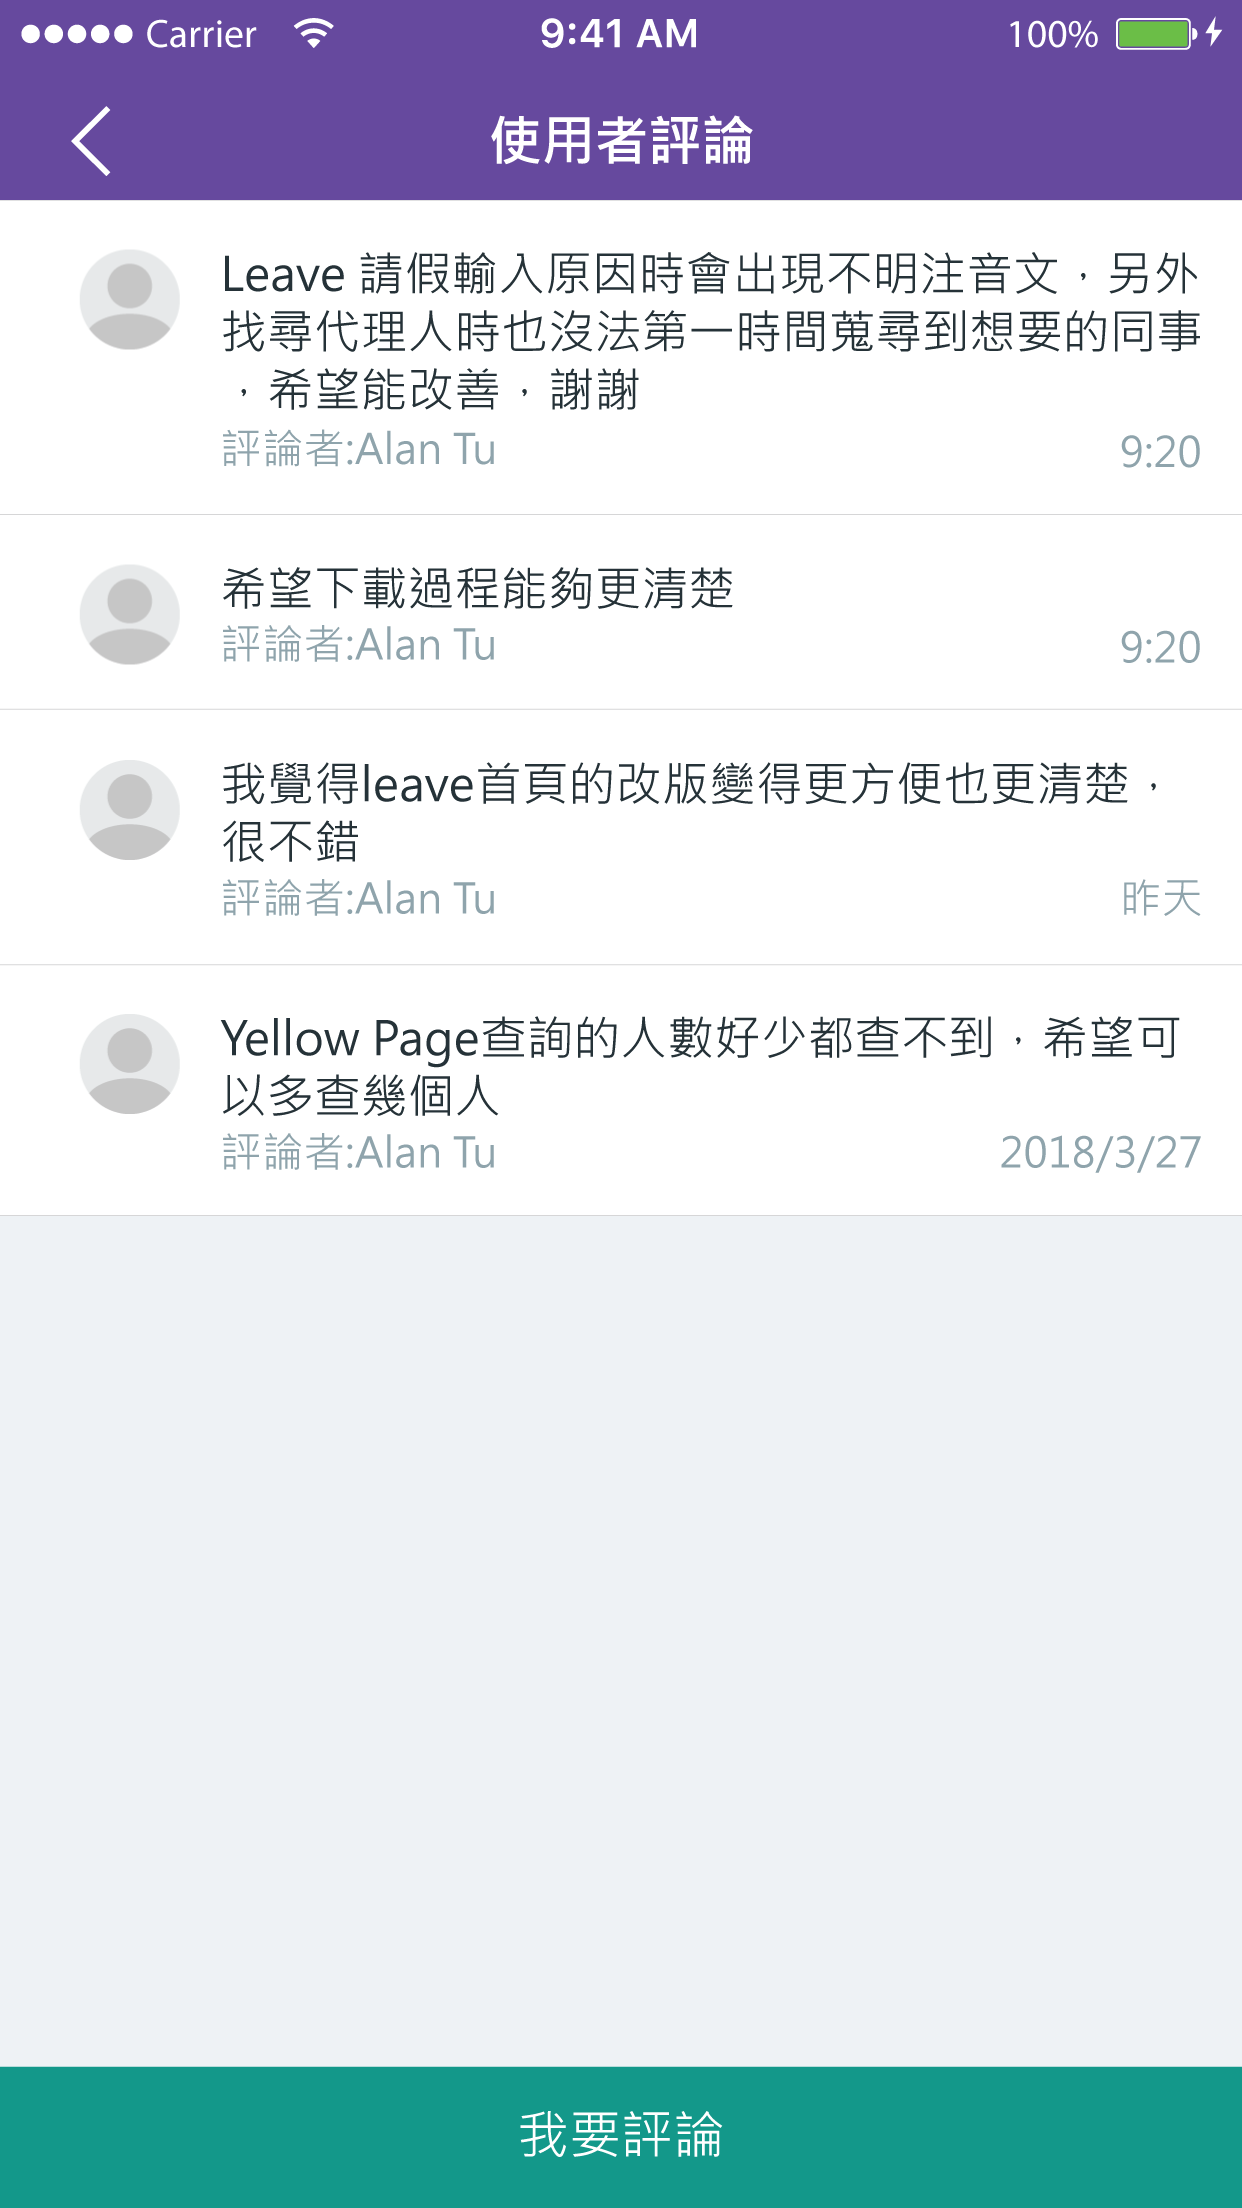 Carrier 9:41 AM 100%
使用者評論
Leave 請假輸入原因時會出現不明注音文，另外
找尋代理人時也沒法第一時間蒐尋到想要的同事
，希望能改善，謝謝
評論者:Alan Tu 9:20
希望下載過程能夠更清楚
評論者:Alan Tu 9:20
我覺得leave首頁的改版變得更方便也更清楚，
很不錯
評論者:Alan Tu 昨天
Yellow Page查詢的人數好少都查不到，希望可
以多查幾個人
評論者:Alan Tu 2018/3/27
我要評論